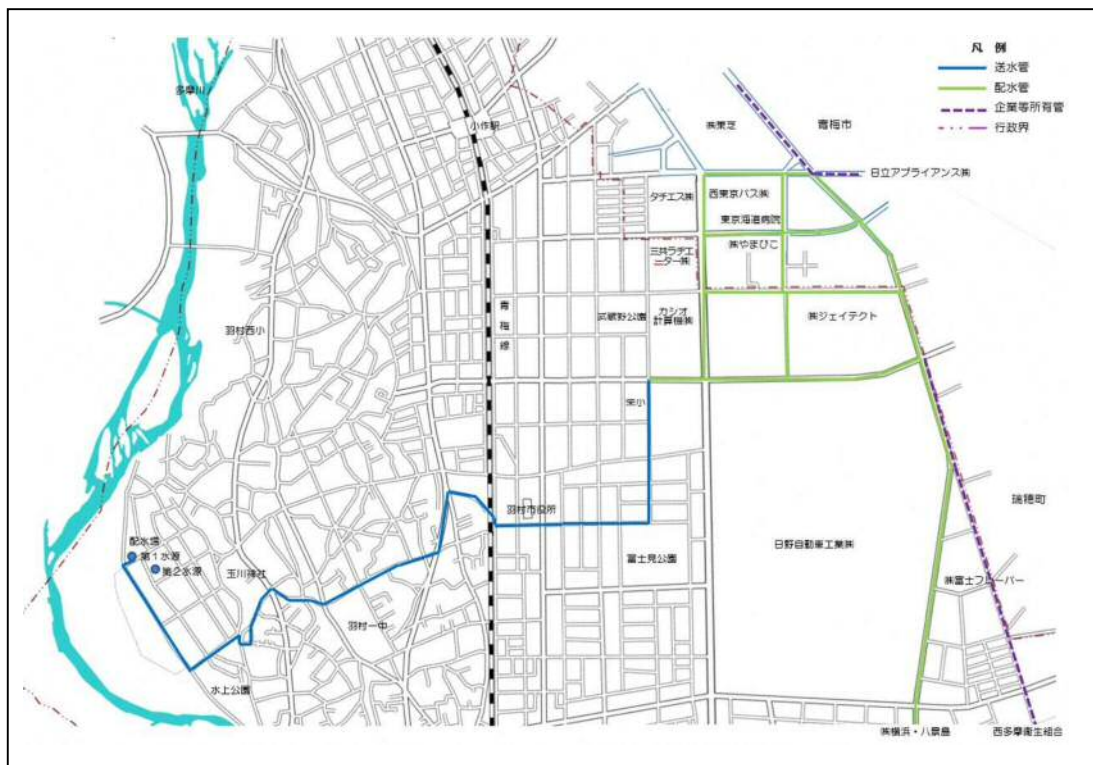 凡 例
送水管
配水管
企業等所有管
行政界
多摩川
小作駅
㈱東芝
青梅市
日立アプライアンス㈱
タチエス㈱
西東京バス㈱
東京海道病院
㈱やまびこ
三共ラヂエ
ーター㈱
青梅線
武蔵野公園
カシオ
計算機㈱
㈱ジェイテクト
羽村西小
栄小
羽村市役所
瑞穂町
配水場
第1水源
第2水源
玉川神社
富士見公園
日野自動車工業㈱
㈱富士フレーバー
羽村一中
水上公園
㈱横浜・八景島
西多摩衛生組合